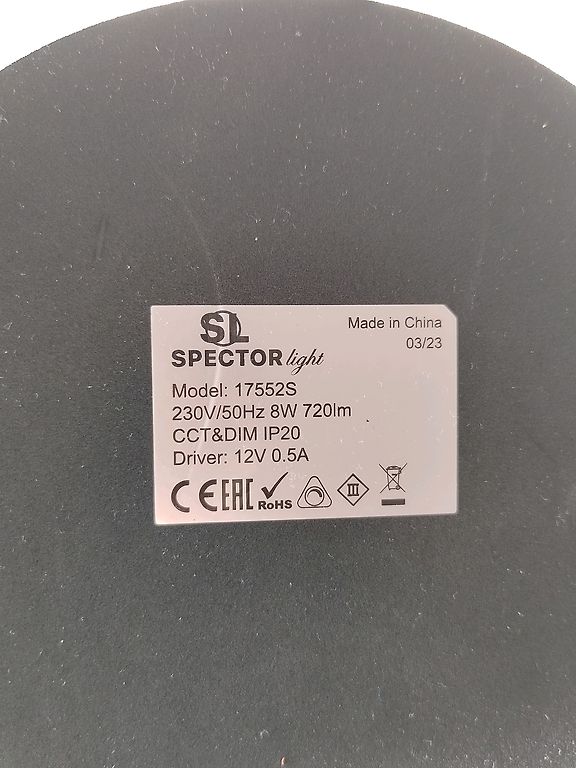 SL
SPECTOR light
Made in China
03/23
Model: 17552S
230V/50Hz 8W 720lm
CCT&DIM IP20
Driver: 12V 0.5A
CE EAC RoHS III